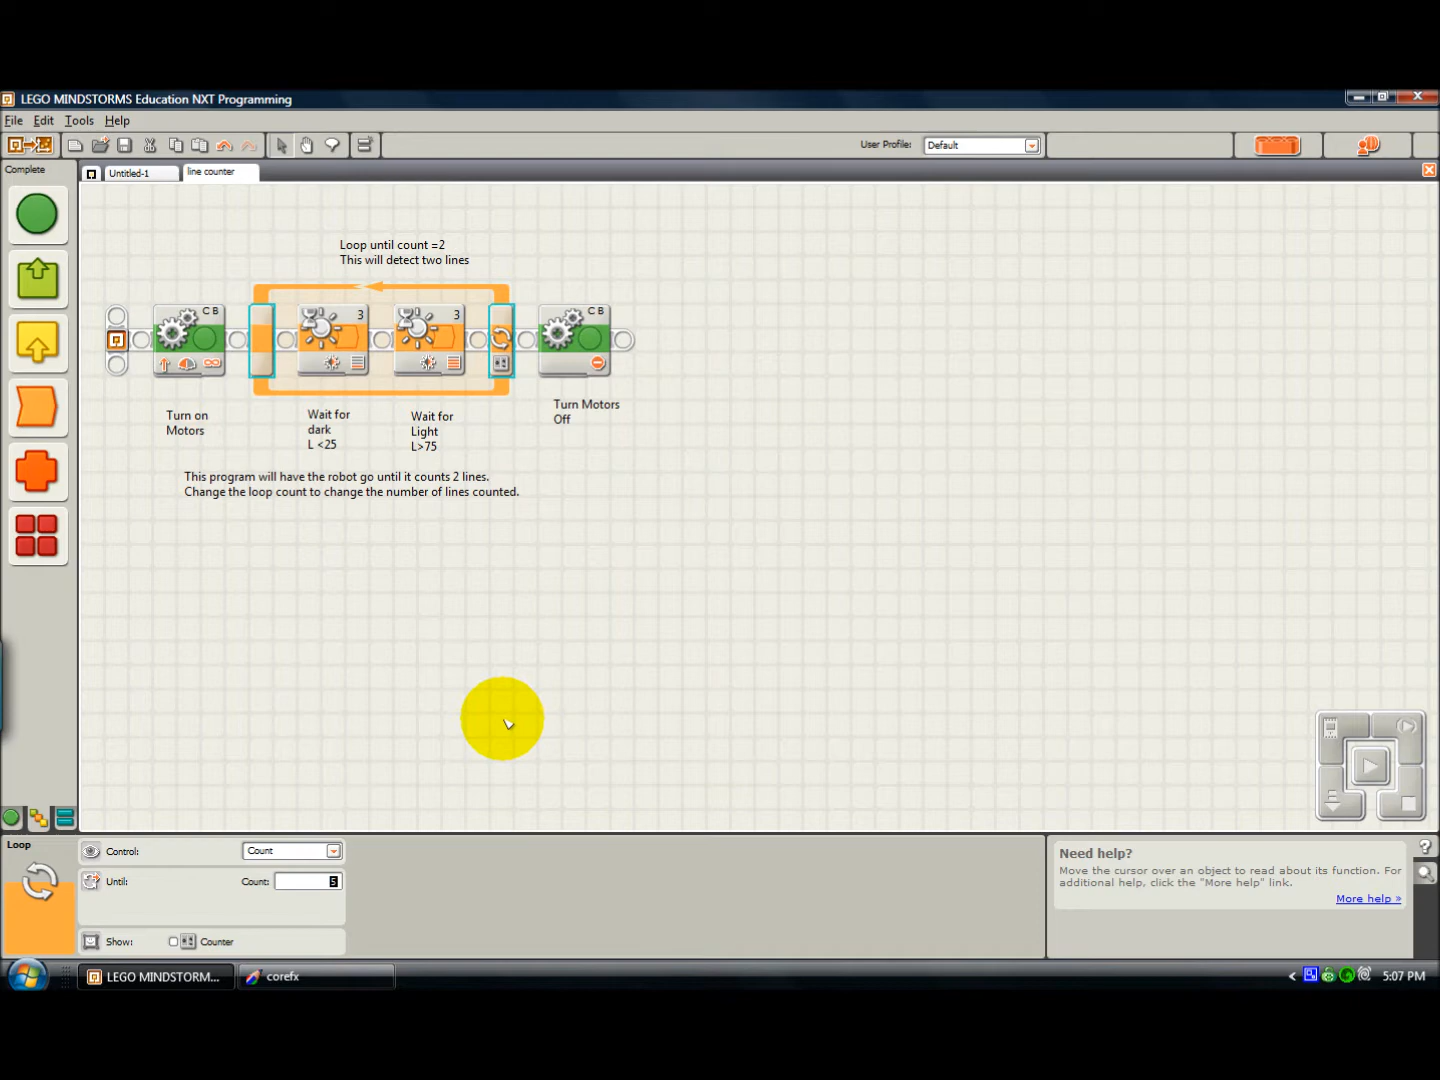 LEGO MINDSTORMS Education NXT Programming
File Edit Tools Help
User Profile: Default
Complete
Untitled-1
line counter
Loop until count =2
This will detect two lines
C B
3
3
C B
Turn on
Motors
Wait for
dark
L <25
Wait for
Light
L>75
Turn Motors
Off
This program will have the robot go until it counts 2 lines.
Change the loop count to change the number of lines counted.
Loop
Control: Count
Until: Count: 5
Show: Counter
Need help?
Move the cursor over an object to read about its function. For
additional help, click the "More help" link.
More help »
LEGO MINDSTORM...
corefx
5:07 PM